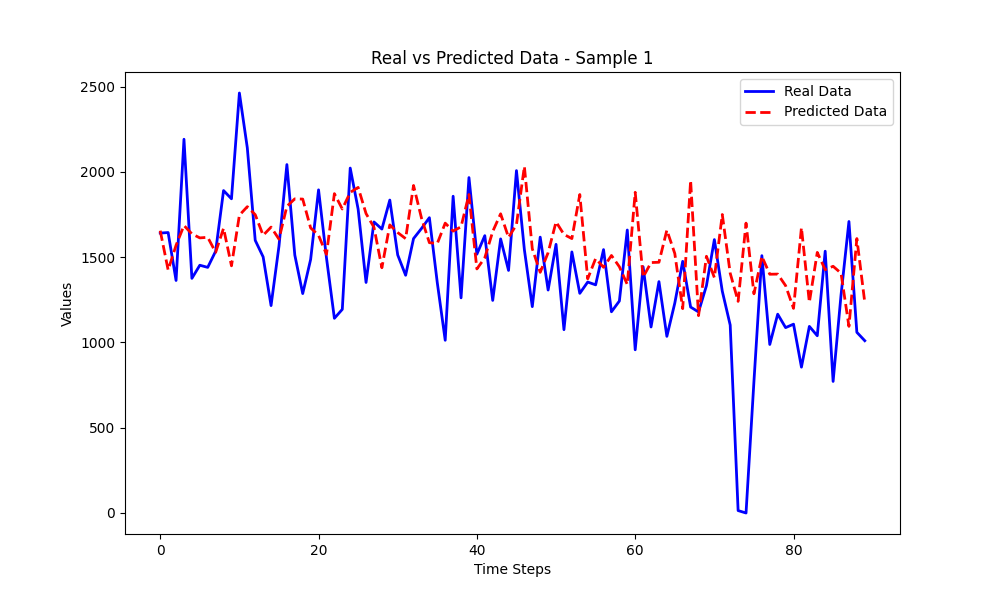 Real vs Predicted Data - Sample 1
Real Data
Predicted Data
Values
2500
2000
1500
1000
500
0
0
20
40
60
80
Time Steps